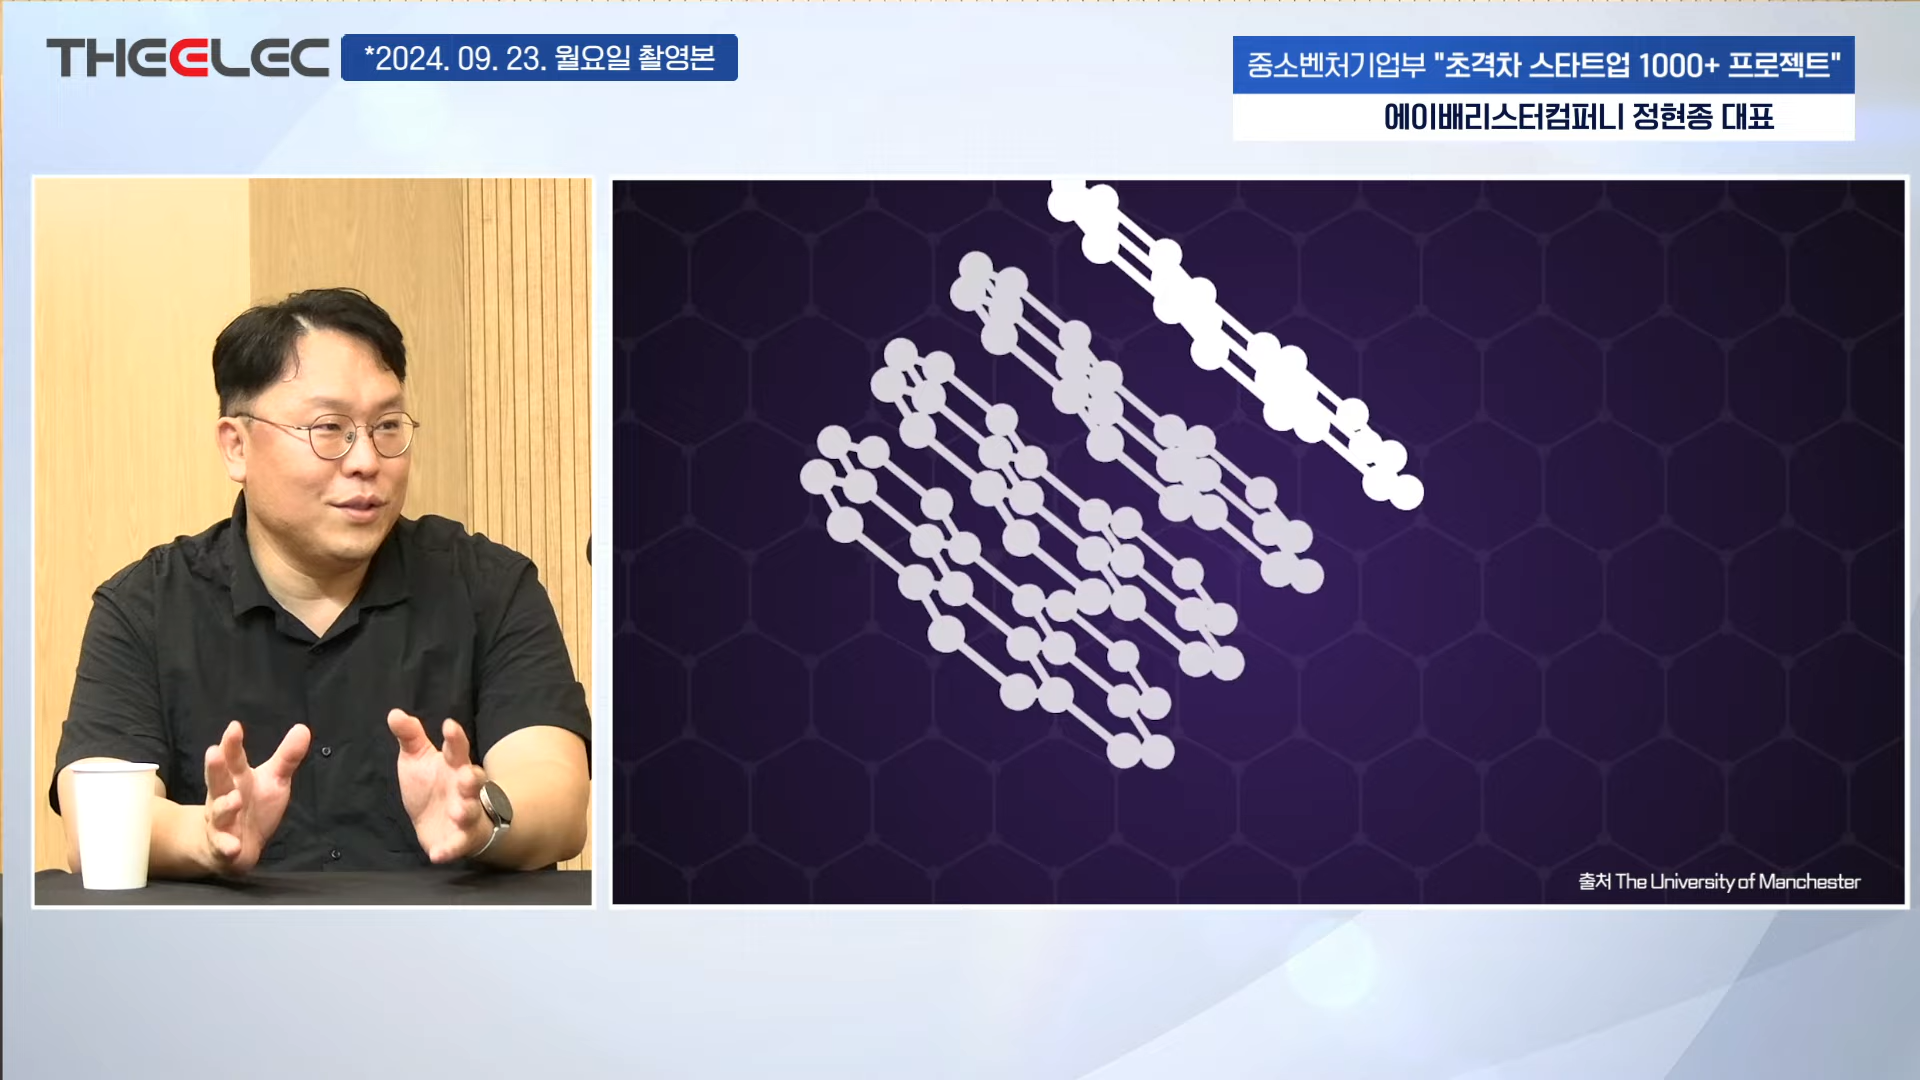 THEELEC
*2024. 09. 23. 월요일 촬영본
중소벤처기업부 "초격차 스타트업 1000+ 프로젝트"
에이배리스터컴퍼니 정현종 대표
출처 The University of Manchester